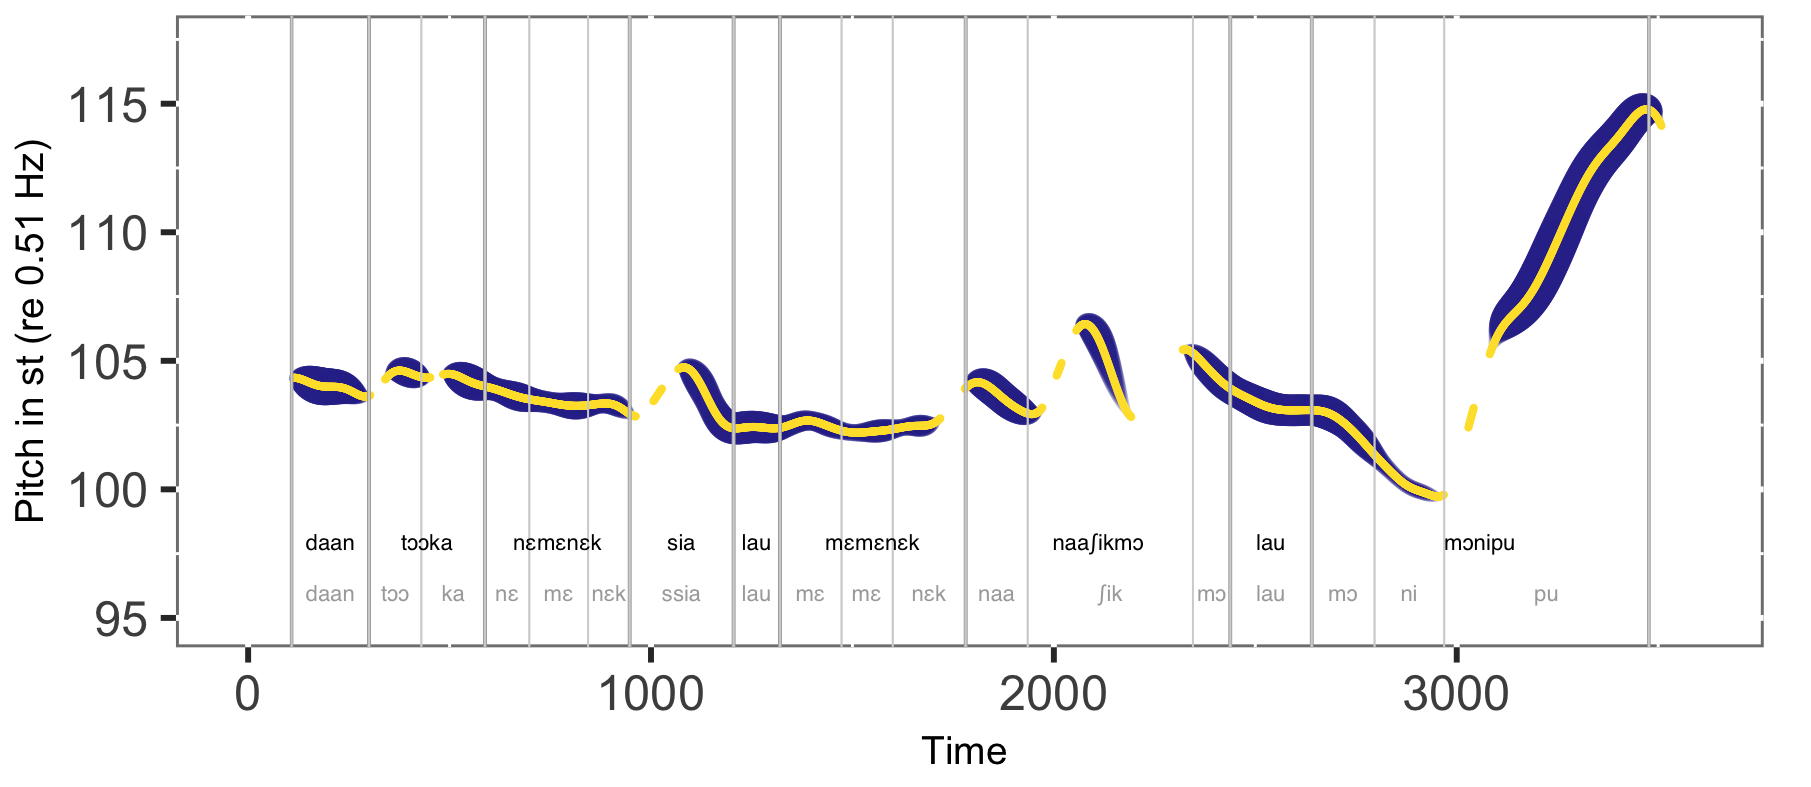 Pitch in st (re 0.51 Hz)
115
110
105
100
95
daan tɔɔka nɛmɛnɛk sia lau mɛmɛnɛk naaʃikmɔ lau mɔnipu
daan tɔɔ ka nɛ mɛ nɛk ssia lau mɛ mɛ nɛk naa ʃik mɔ lau mɔ ni pu
0 1000 2000 3000
Time